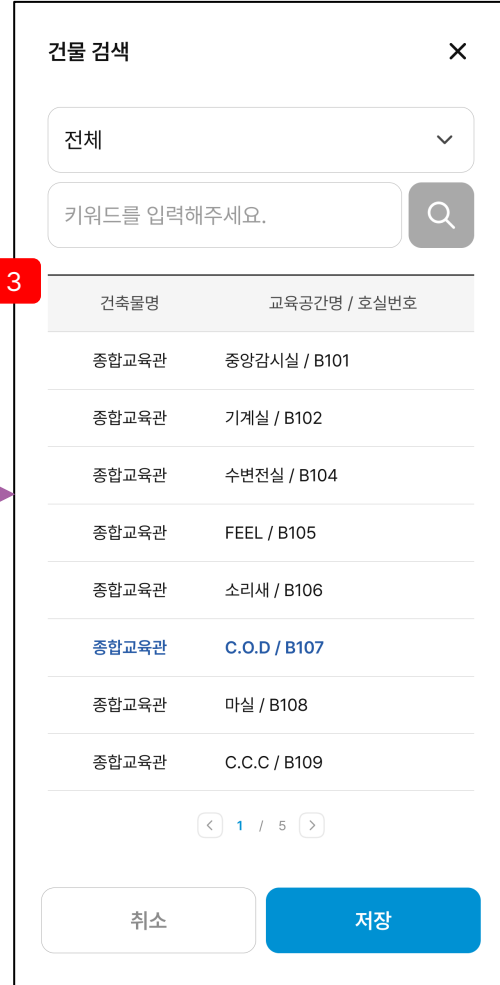 건물 검색
전체
키워드를 입력해주세요.
3
건축물명 교육공간명 / 호실번호
종합교육관 중앙감시실 / B101
종합교육관 기계실 / B102
종합교육관 수변전실 / B104
종합교육관 FEEL / B105
종합교육관 소리새 / B106
종합교육관 C.O.D / B107
종합교육관 마실 / B108
종합교육관 C.C.C / B109
1 / 5
취소 저장